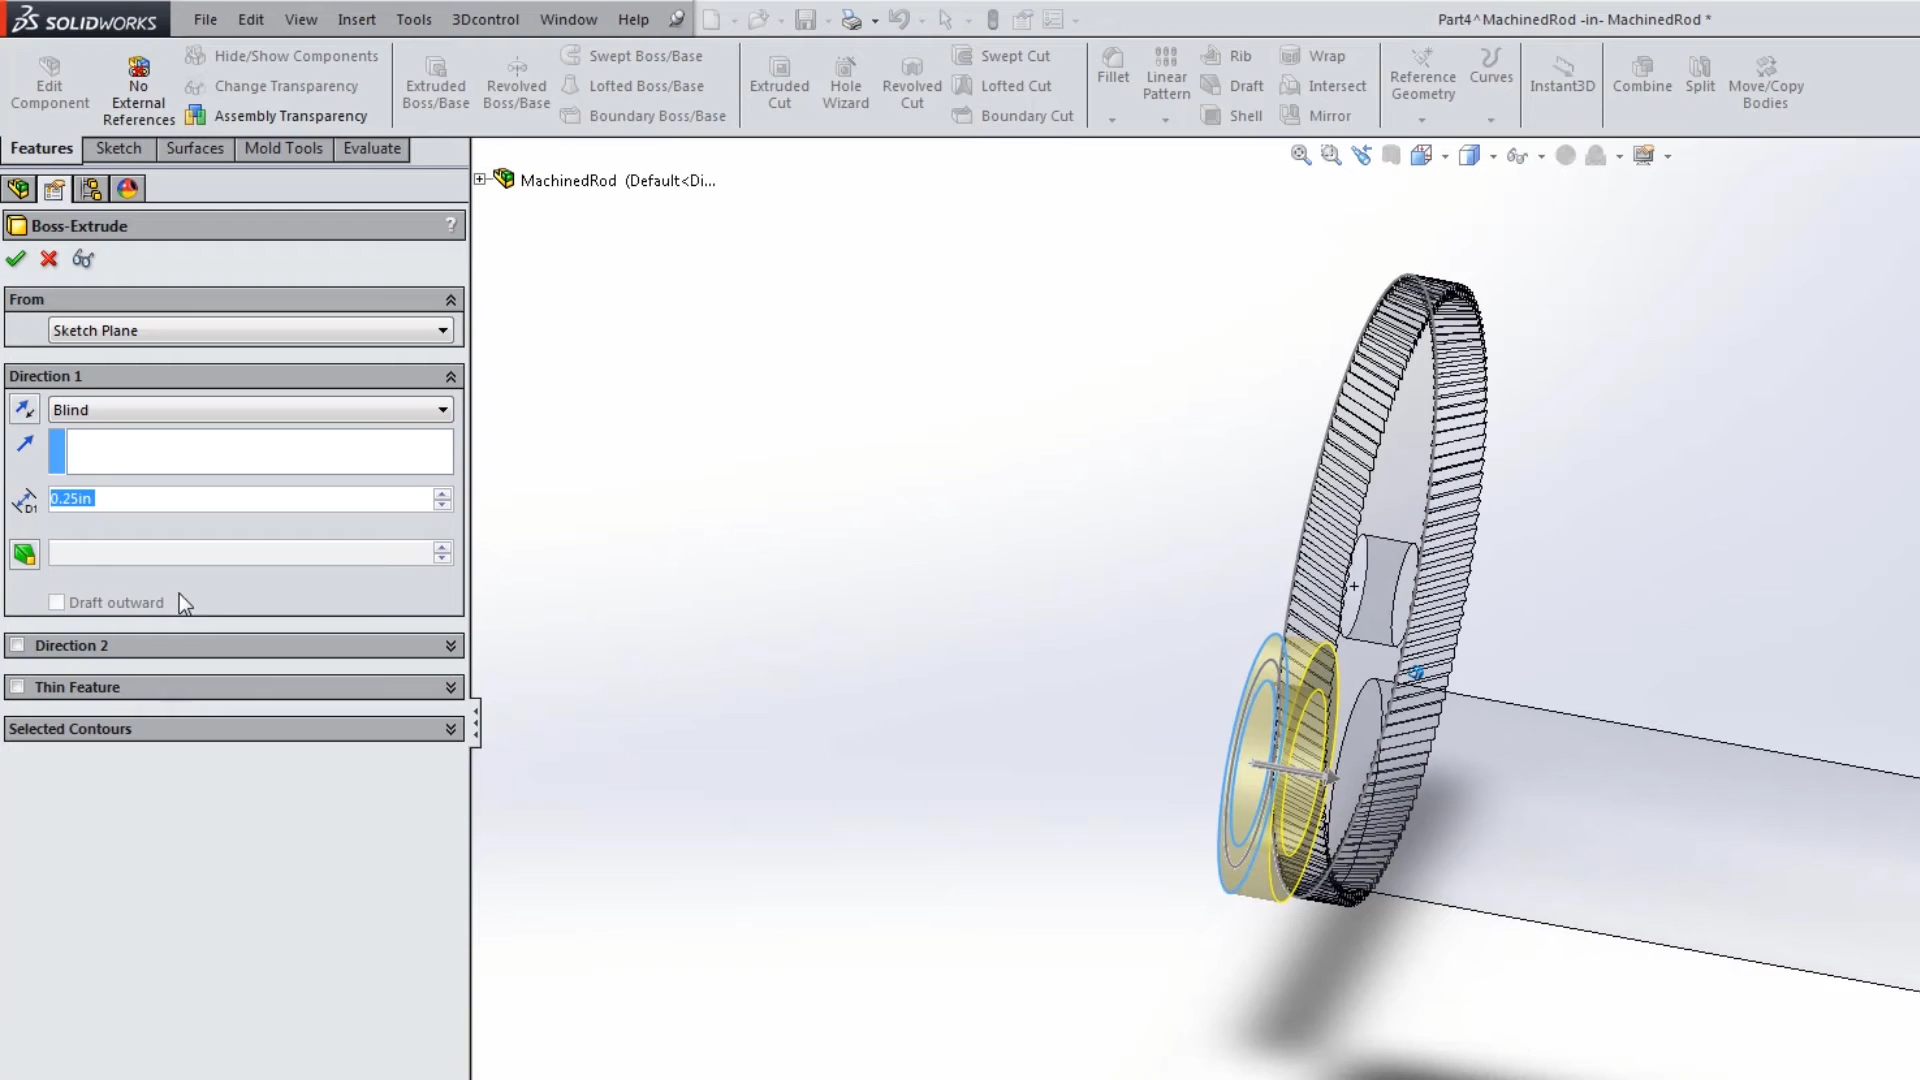 SOLIDWORKS File Edit View Insert Tools 3Dcontrol Window Help Part4^MachinedRod -in- MachinedRod *
Edit Component
No External References
Hide/Show Components
Change Transparency
Assembly Transparency
Extruded Boss/Base
Revolved Boss/Base
Swept Boss/Base
Lofted Boss/Base
Boundary Boss/Base
Extruded Cut
Hole Wizard
Revolved Cut
Swept Cut
Lofted Cut
Boundary Cut
Fillet
Linear Pattern
Rib
Draft
Shell
Wrap
Intersect
Mirror
Reference Geometry
Curves
Instant3D
Combine
Split
Move/Copy Bodies
Features Sketch Surfaces Mold Tools Evaluate
MachinedRod (Default<Di...
Boss-Extrude ?
From
Sketch Plane
Direction 1
Blind
D1 0.25in
Draft outward
Direction 2
Thin Feature
Selected Contours